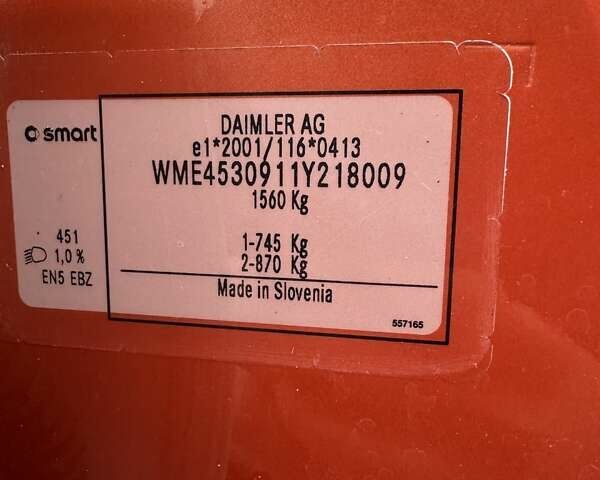 smart
451
1,0 %
EN5 EBZ
DAIMLER AG
e1*2001/116*0413
WME4530911Y218009
1560 Kg
1-745 Kg
2-870 Kg
Made in Slovenia
557165